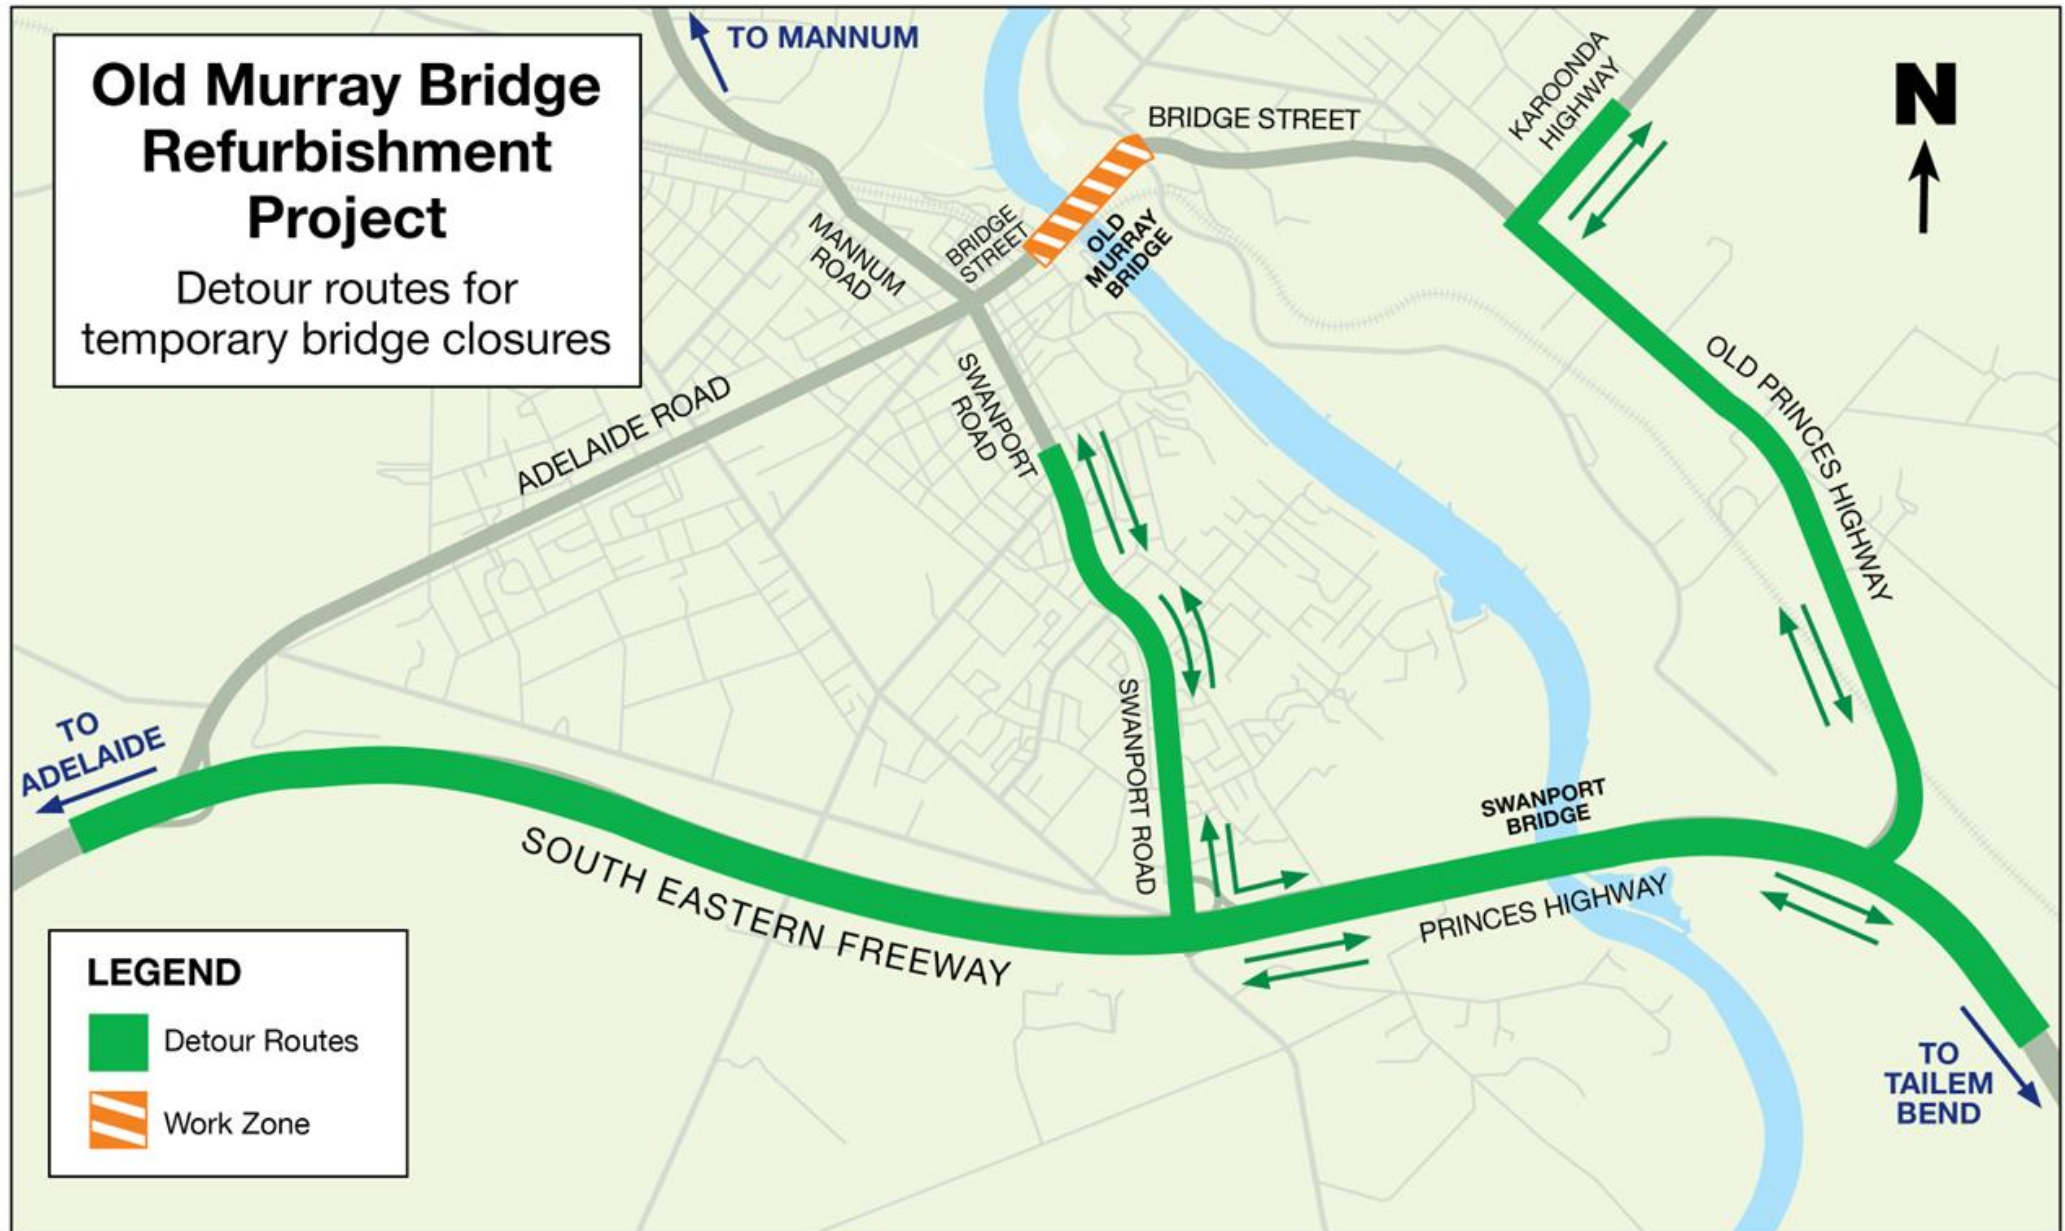 Old Murray Bridge
Refurbishment
Project
Detour routes for
temporary bridge closures
TO MANNUM
BRIDGE STREET
KAROONDA
HIGHWAY
N
MANNUM
ROAD
BRIDGE
STREET
OLD
MURRAY
BRIDGE
SWANPORT
ROAD
ADELAIDE ROAD
OLD PRINCES HIGHWAY
TO
ADELAIDE
SWANPORT ROAD
SWANPORT
BRIDGE
SOUTH EASTERN FREEWAY
PRINCES HIGHWAY
TO
TAILEM
BEND
LEGEND
Detour Routes
Work Zone